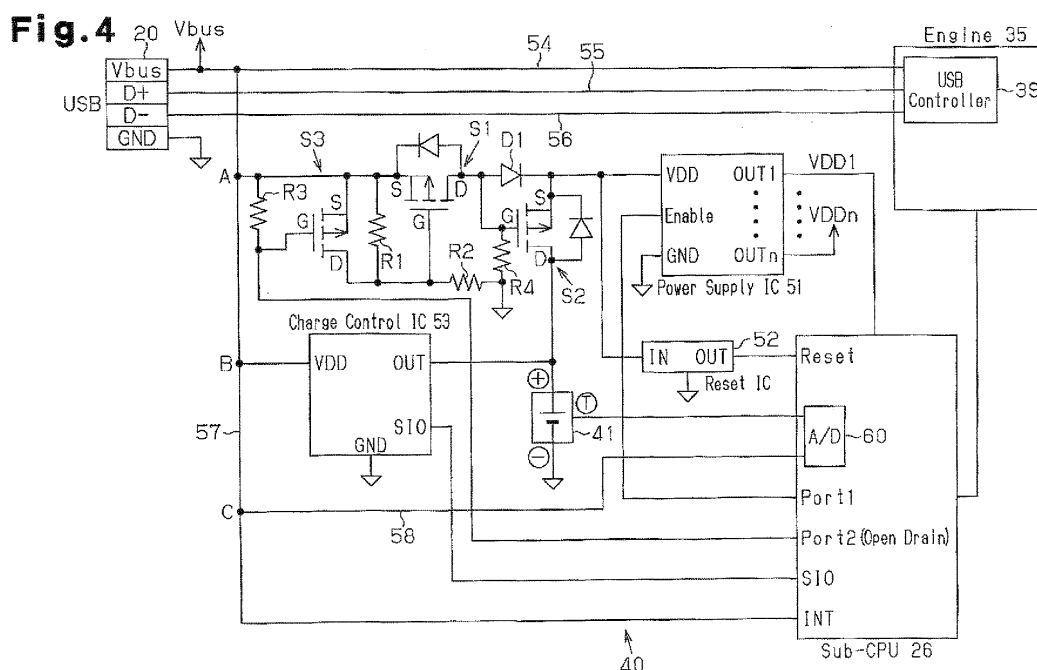 Fig.4
Vbus
20
Vbus
D+
D-
GND
USB
54
55
56
Engine 35
USB
Controller
39
A
S3
R3
S
G
D
R1
S1
S
D
G
R2
D1
G
S
D
R4
S2
VDD
OUT1
Enable
GND
OUTn
Power Supply IC 51
VDD1
VDDn
Charge Control IC 53
B
VDD
OUT
SIO
GND
57
+
T
41
−
IN OUT
52
Reset IC
Reset
A/D
60
Port1
C
58
Port2(Open Drain)
SIO
INT
40
Sub-CPU 26